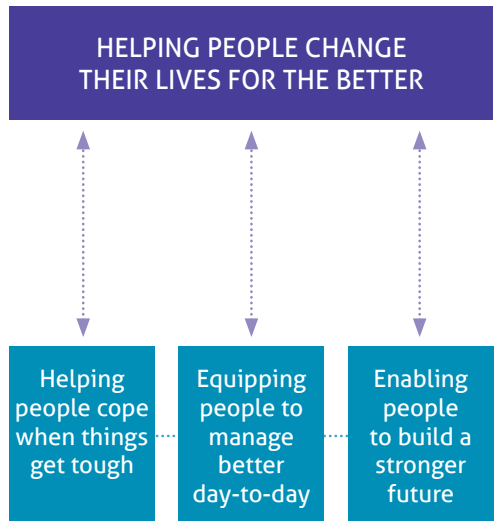 HELPING PEOPLE CHANGE
THEIR LIVES FOR THE BETTER
Helping
people cope
when things
get tough
Equipping
people to
manage
better
day-to-day
Enabling
people
to build a
stronger
future